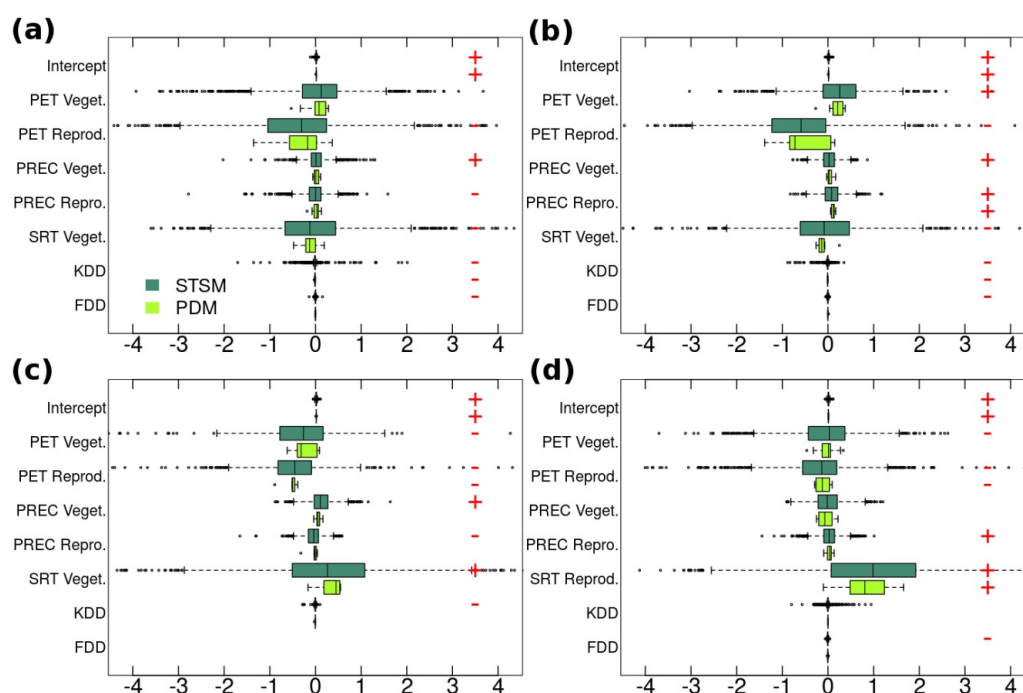 (a)
Intercept
PET Veget.
PET Reprod.
PREC Veget.
PREC Repro.
SRT Veget.
KDD
FDD
STSM
PDM
-4 -3 -2 -1 0 1 2 3 4
(b)
Intercept
PET Veget.
PET Reprod.
PREC Veget.
PREC Repro.
SRT Veget.
KDD
FDD
-4 -3 -2 -1 0 1 2 3 4
(c)
Intercept
PET Veget.
PET Reprod.
PREC Veget.
PREC Repro.
SRT Veget.
KDD
FDD
-4 -3 -2 -1 0 1 2 3 4
(d)
Intercept
PET Veget.
PET Reprod.
PREC Veget.
PREC Repro.
SRT Reprod.
KDD
FDD
-4 -3 -2 -1 0 1 2 3 4